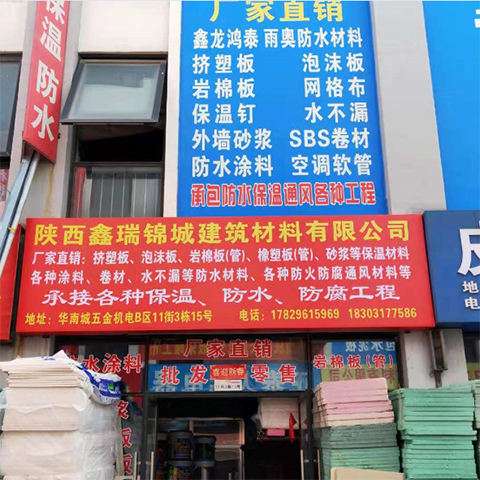 保温防水
厂家直销
鑫龙鸿泰 雨奥防水材料
挤塑板 泡沫板
岩棉板 网格布
保温钉 水不漏
外墙砂浆 SBS卷材
防水涂料 空调软管
承包防水保温通风各种工程
陕西鑫瑞锦城建筑材料有限公司
厂家直销：挤塑板、泡沫板、岩棉板(管)、橡塑板(管)、砂浆等保温材料
各种涂料、卷材、水不漏等防水材料、各种防火防腐通风材料等
承接各种保温、防水、防腐工程
地址：华南城五金机电B区11街3栋15号 电话：17829615969 18303177586
地
电
厂家直销
水涂料
批发 零售
岩棉板(管)